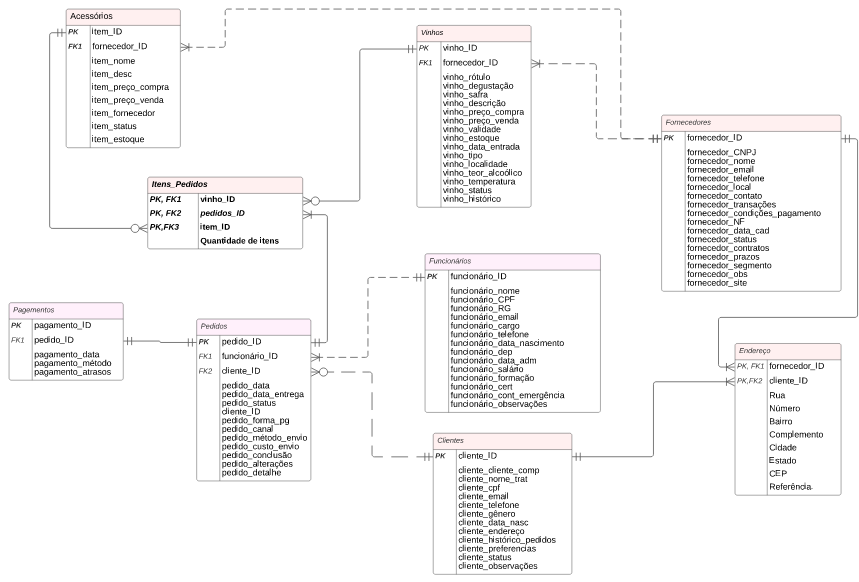 Acessórios
PK item_ID
FK1 fornecedor_ID
item_nome
item_desc
item_preço_compra
item_preço_venda
item_fornecedor
item_status
item_estoque
Vinhos
PK vinho_ID
FK1 fornecedor_ID
vinho_rótulo
vinho_degustação
vinho_safra
vinho_descrição
vinho_preço_compra
vinho_preço_venda
vinho_validade
vinho_estoque
vinho_data_entrada
vinho_tipo
vinho_localidade
vinho_teor_alcoólico
vinho_temperatura
vinho_status
vinho_histórico
Fornecedores
PK fornecedor_ID
fornecedor_CNPJ
fornecedor_nome
fornecedor_email
fornecedor_telefone
fornecedor_local
fornecedor_contato
fornecedor_transações
fornecedor_condições_pagamento
fornecedor_NF
fornecedor_data_cad
fornecedor_status
fornecedor_contratos
fornecedor_prazos
fornecedor_segmento
fornecedor_obs
fornecedor_site
Itens_Pedidos
PK, FK1 vinho_ID
PK, FK2 pedidos_ID
PK,FK3 item_ID
Quantidade de itens
Funcionários
PK funcionário_ID
funcionário_nome
funcionário_CPF
funcionário_RG
funcionário_email
funcionário_cargo
funcionário_telefone
funcionário_data_nascimento
funcionário_dep
funcionário_data_adm
funcionário_salário
funcionário_formação
funcionário_cert
funcionário_cont_emergência
funcionário_observações
Pagementos
PK pagamento_ID
FK1 pedido_ID
pagamento_data
pagamento_método
pagamento_atrasos
Pedidos
PK pedido_ID
FK1 funcionário_ID
FK2 cliente_ID
pedido_data
pedido_data_entrega
pedido_status
cliente_ID
pedido_forma_pg
pedido_canal
pedido_método_envio
pedido_custo_envio
pedido_conclusão
pedido_alterações
pedido_detalhe
Endereço
PK, FK1 fornecedor_ID
PK,FK2 cliente_ID
Rua
Número
Bairro
Complemento
Cidade
Estado
CEP
Referência.
Clientes
PK cliente_ID
cliente_cliente_comp
cliente_nome_trat
cliente_cpf
cliente_email
cliente_telefone
cliente_gênero
cliente_data_nasc
cliente_endereço
cliente_histórico_pedidos
cliente_preferencias
cliente_status
cliente_observações